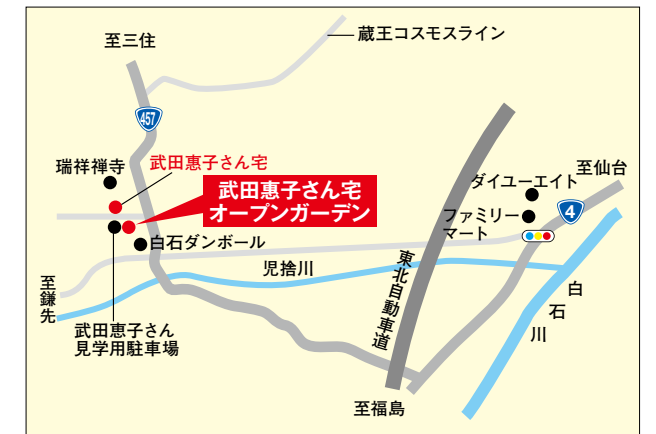 蔵王コスモスライン
至三住
457
瑞祥禅寺
武田恵子さん宅
武田惠子さん宅
オープンガーデン
白石ダンボール
児捨川
至鎌先
武田恵子さん
見学用駐車場
東北自動車道
至福島
至仙台
ダイユーエイト
4
ファミリー
マート
白石川